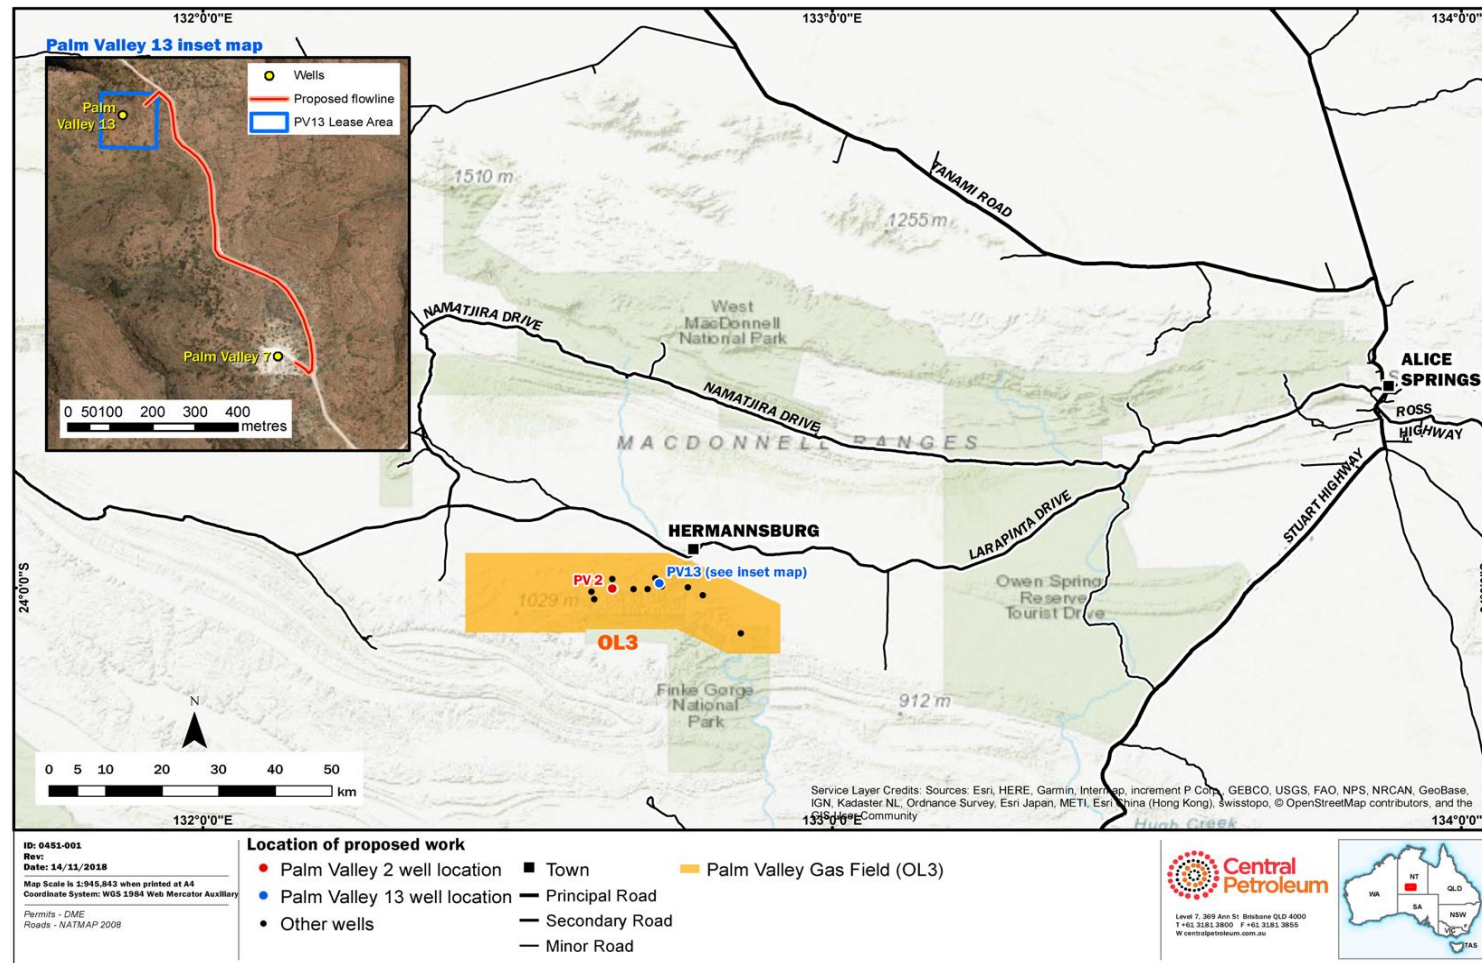 132°0'0"E
133°0'0"E
134°0'0"
Palm Valley 13 inset map
Palm
Valley 13
Wells
Proposed flowline
PV13 Lease Area
Palm Valley 7
0 50100 200 300 400
metres
1510 m
1255 m
TANAMI ROAD
NAMATJIRA DRIVE
West
MacDonnell
National Park
NAMATJIRA DRIVE
MACDONNELL RANGES
ALICE
SPRINGS
ROSS
HIGHWAY
STUART HIGHWAY
LARAPINTA DRIVE
HERMANNSBURG
PV 2
PV13 (see inset map)
1029 m
OL3
Owen Spring
Reserve
Tourist Drive
24°0'0"S
Finke Gorge
National
Park
912 m
N
0 5 10 20 30 40 50
km
Service Layer Credits: Sources: Esri, HERE, Garmin, Intermap, increment P Corp., GEBCO, USGS, FAO, NPS, NRCAN, GeoBase,
IGN, Kadaster NL, Ordnance Survey, Esri Japan, METI, Esri China (Hong Kong), swisstopo, © OpenStreetMap contributors, and the
GIS User Community
Hugh Creek
132°0'0"E
133°0'0"E
134°0'0"
ID: 0451-001
Rev:
Date: 14/11/2018
Map Scale is 1:945,843 when printed at A4
Coordinate System: WGS 1984 Web Mercator Auxiliary
Permits - DME
Roads - NATMAP 2008
Location of proposed work
Palm Valley 2 well location
Palm Valley 13 well location
Other wells
Town
Principal Road
Secondary Road
Minor Road
Palm Valley Gas Field (OL3)
Central
Petroleum
Level 7, 369 Ann St Brisbane QLD 4000
T +61 3181 3800 F +61 3181 3855
W centralpetroleum.com.au
WA
NT
QLD
SA
NSW
VIC
TAS